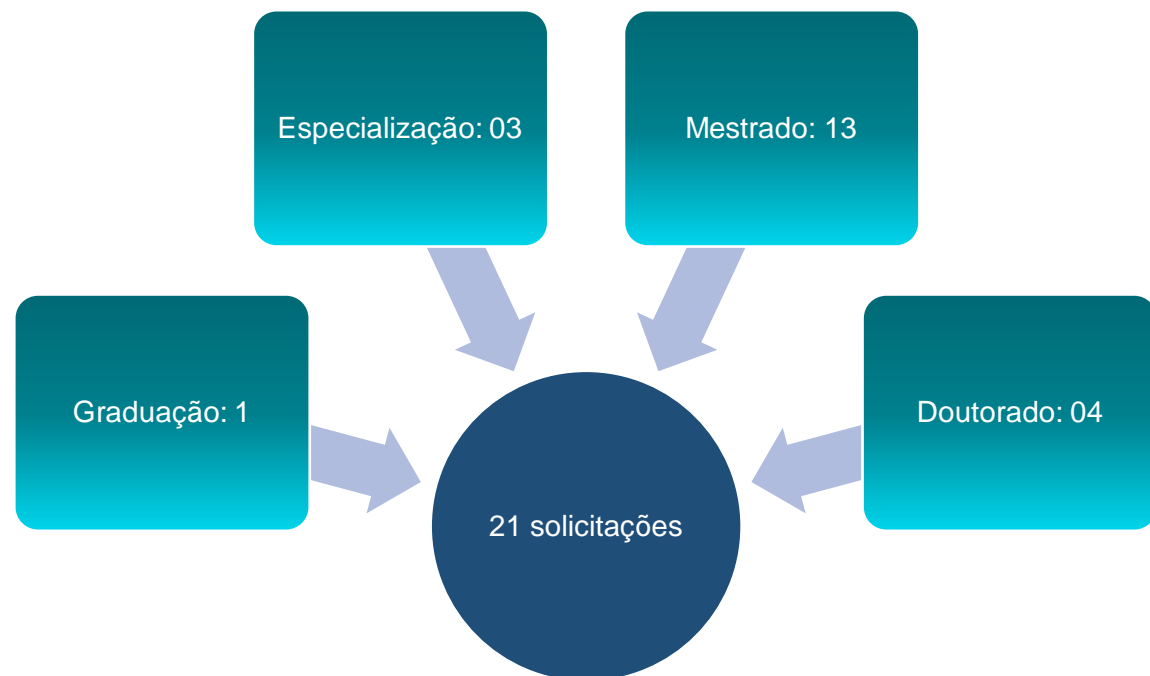 Especialização: 03
Mestrado: 13
Graduação: 1
Doutorado: 04
21 solicitações